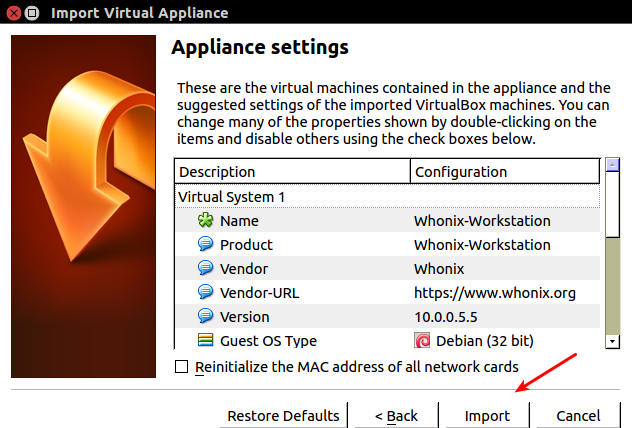 Import Virtual Appliance
Appliance settings
These are the virtual machines contained in the appliance and the
suggested settings of the imported VirtualBox machines. You can
change many of the properties shown by double-clicking on the
items and disable others using the check boxes below.
Description Configuration
Virtual System 1
Name Whonix-Workstation
Product Whonix-Workstation
Vendor Whonix
Vendor-URL https://www.whonix.org
Version 10.0.0.5.5
Guest OS Type Debian (32 bit)
Reinitialize the MAC address of all network cards
Restore Defaults < Back Import Cancel